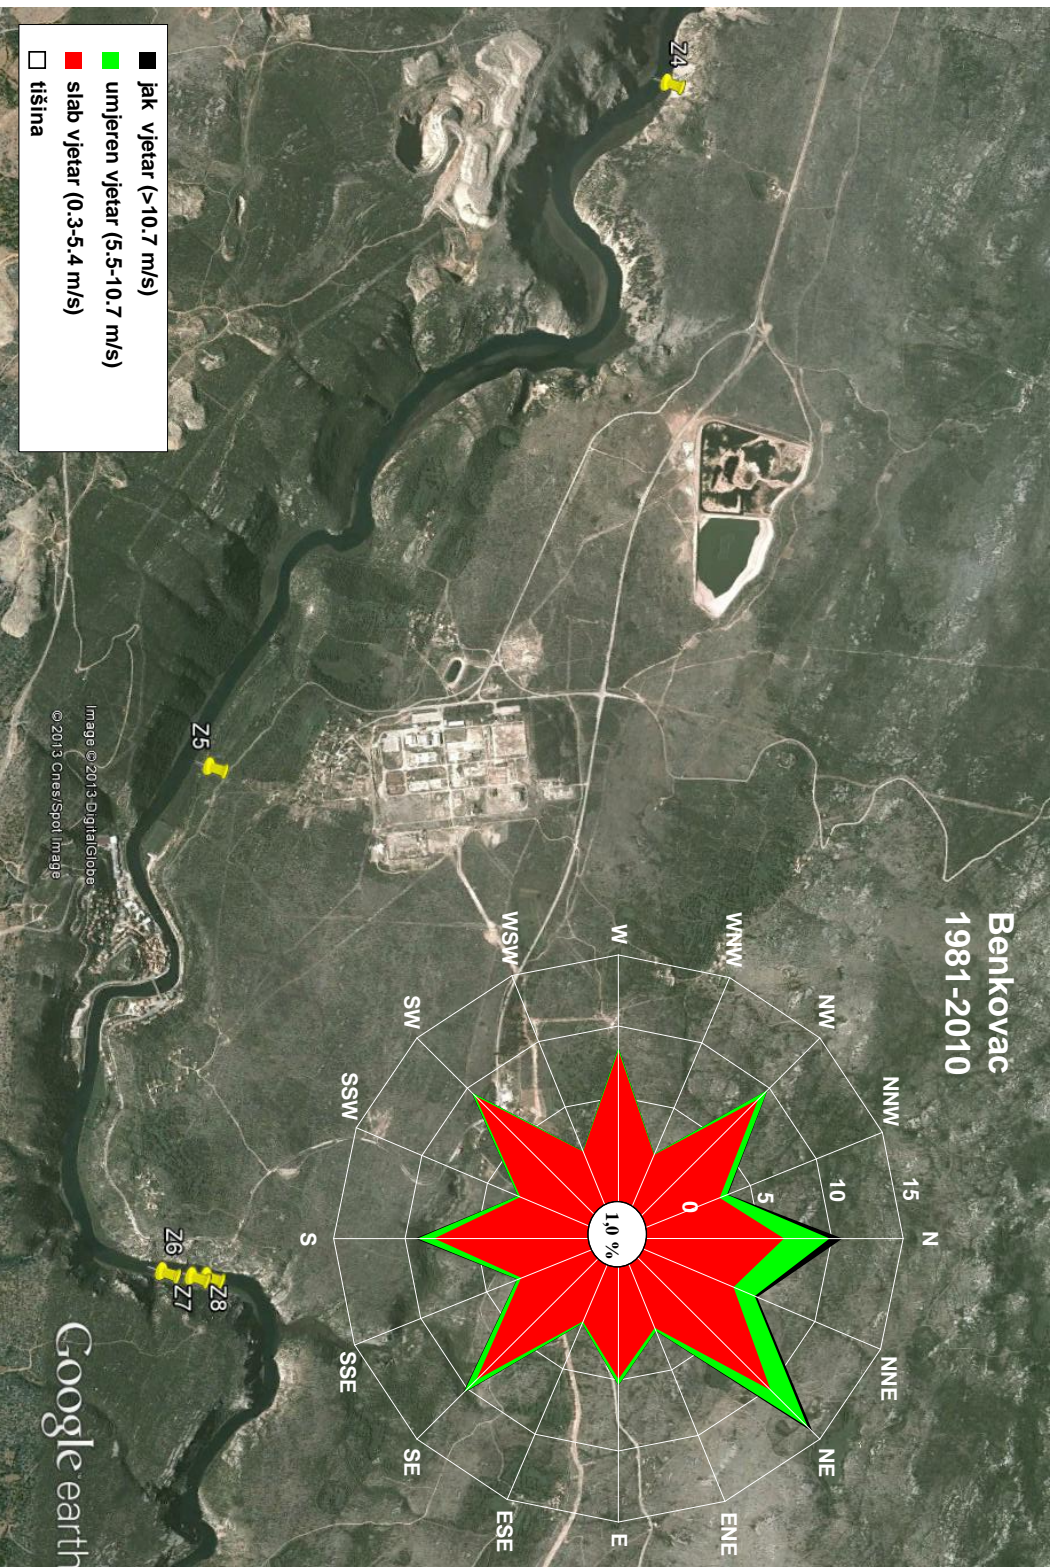 Benkovac
1981-2010
N
NNE
NE
ENE
E
ESE
SE
SSE
S
SSW
SW
WSW
W
WNW
NW
NNW
0
5
10
15
1,0 %
Z4
Z5
Z6
Z7
Z8
jak vjetar (>10.7 m/s)
umjeren vjetar (5.5-10.7 m/s)
slab vjetar (0.3-5.4 m/s)
tišina
Image © 2013 DigitalGlobe
© 2013 Cnes/Spot Image
Google earth